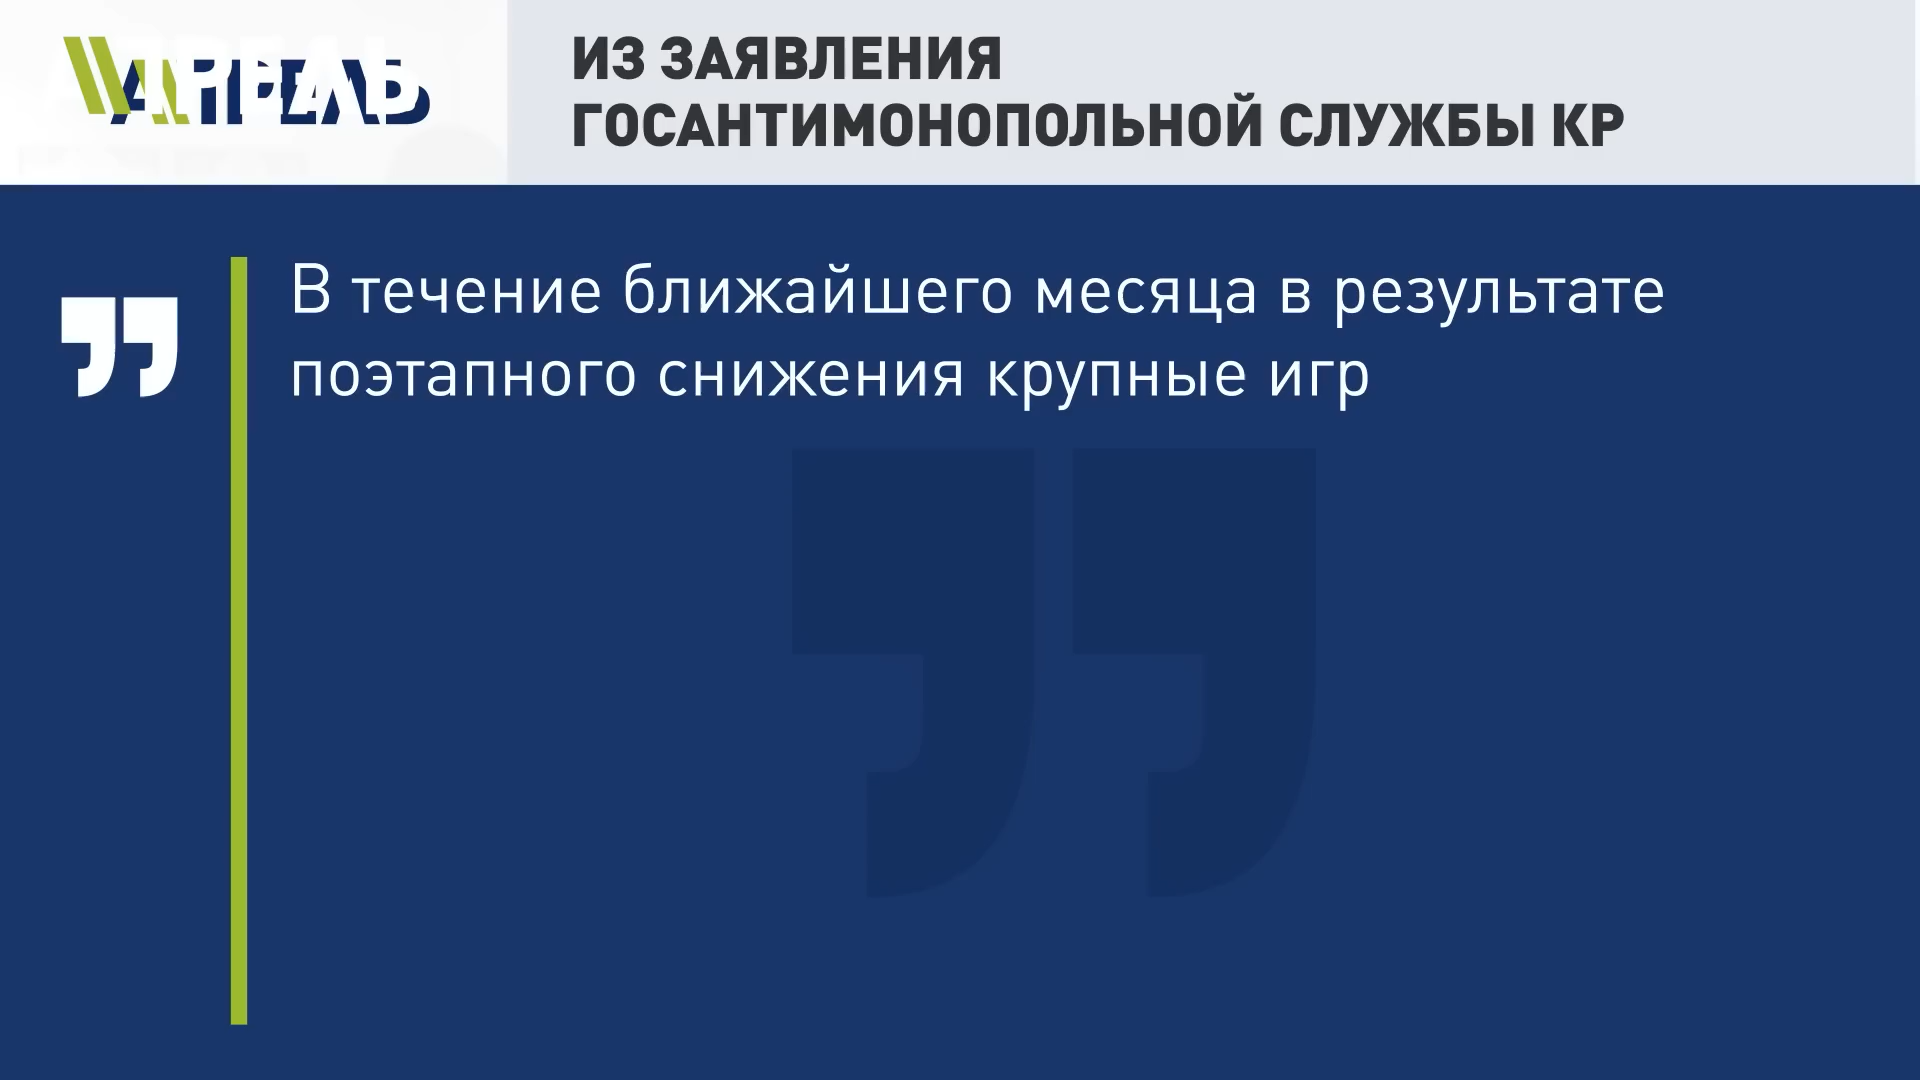 АПРЕЛЬ
ИЗ ЗАЯВЛЕНИЯ
ГОСАНТИМОНОПОЛЬНОЙ СЛУЖБЫ КР
В течение ближайшего месяца в результате
поэтапного снижения крупные игр